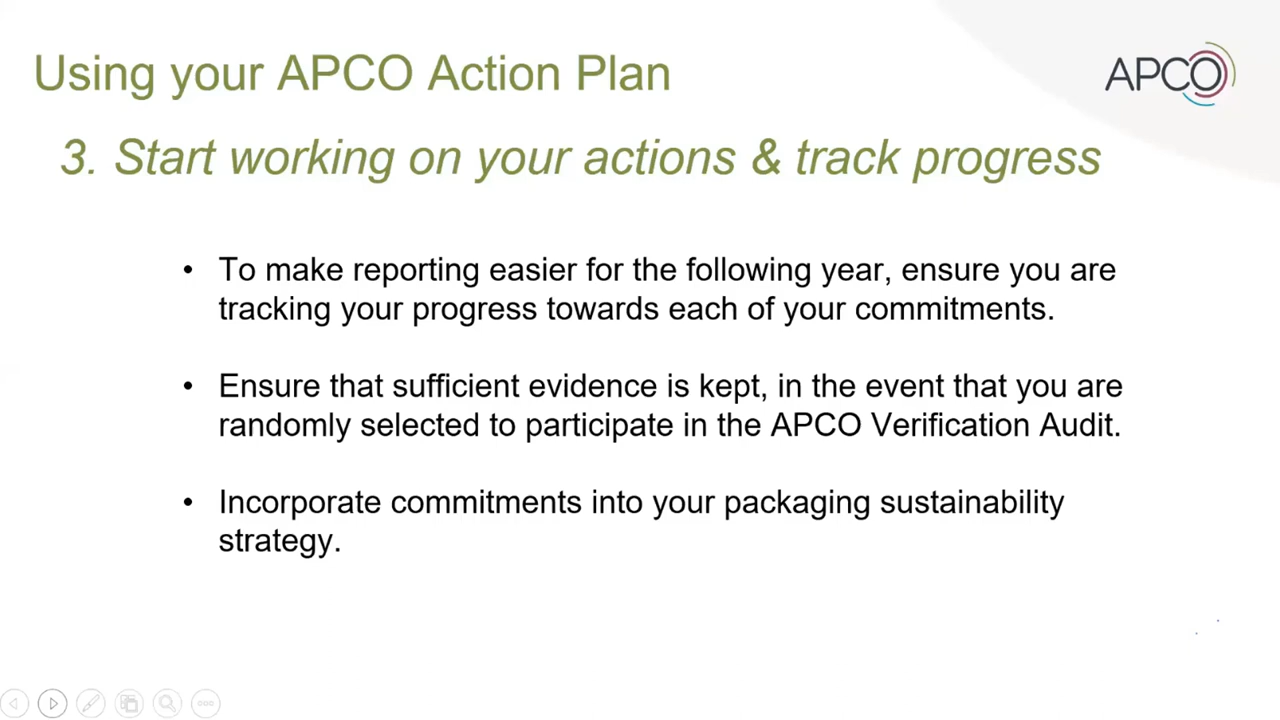 Using your APCO Action Plan
APCO
3. Start working on your actions & track progress
• To make reporting easier for the following year, ensure you are
tracking your progress towards each of your commitments.
• Ensure that sufficient evidence is kept, in the event that you are
randomly selected to participate in the APCO Verification Audit.
• Incorporate commitments into your packaging sustainability
strategy.